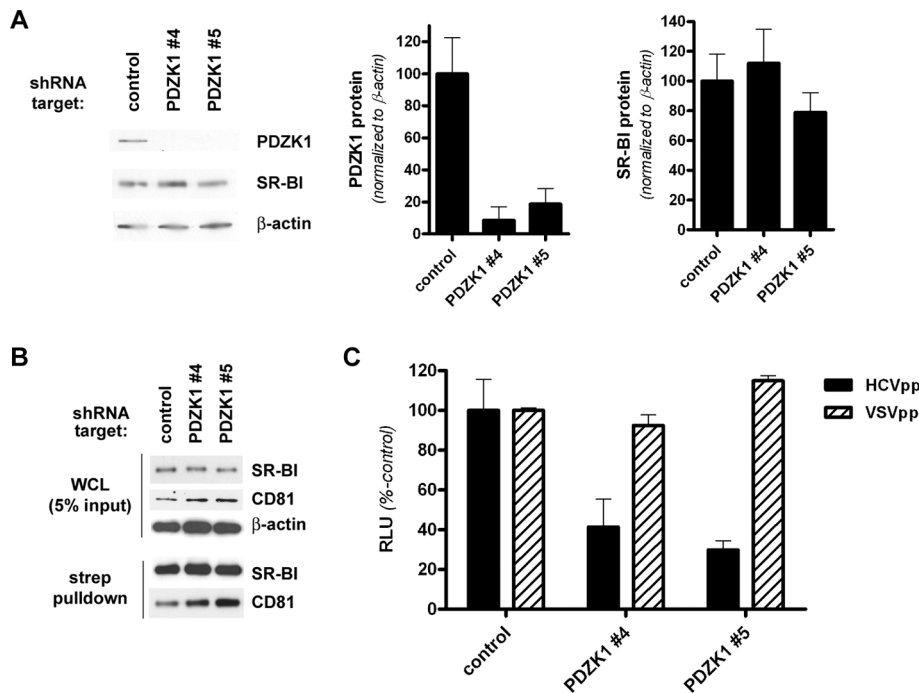 A
shRNA
target:
control
PDZK1 #4
PDZK1 #5
PDZK1
SR-BI
β-actin
PDZK1 protein
(normalized to β-actin)
120
100
80
60
40
20
0
control
PDZK1 #4
PDZK1 #5
SR-BI protein
(normalized to β-actin)
140
120
100
80
60
40
20
0
control
PDZK1 #4
PDZK1 #5
B
shRNA
target:
control
PDZK1 #4
PDZK1 #5
WCL
(5% input)
SR-BI
CD81
β-actin
strep
pulldown
SR-BI
CD81
C
RLU (%-control)
120
100
80
60
40
20
0
control
PDZK1 #4
PDZK1 #5
HCVpp
VSVpp